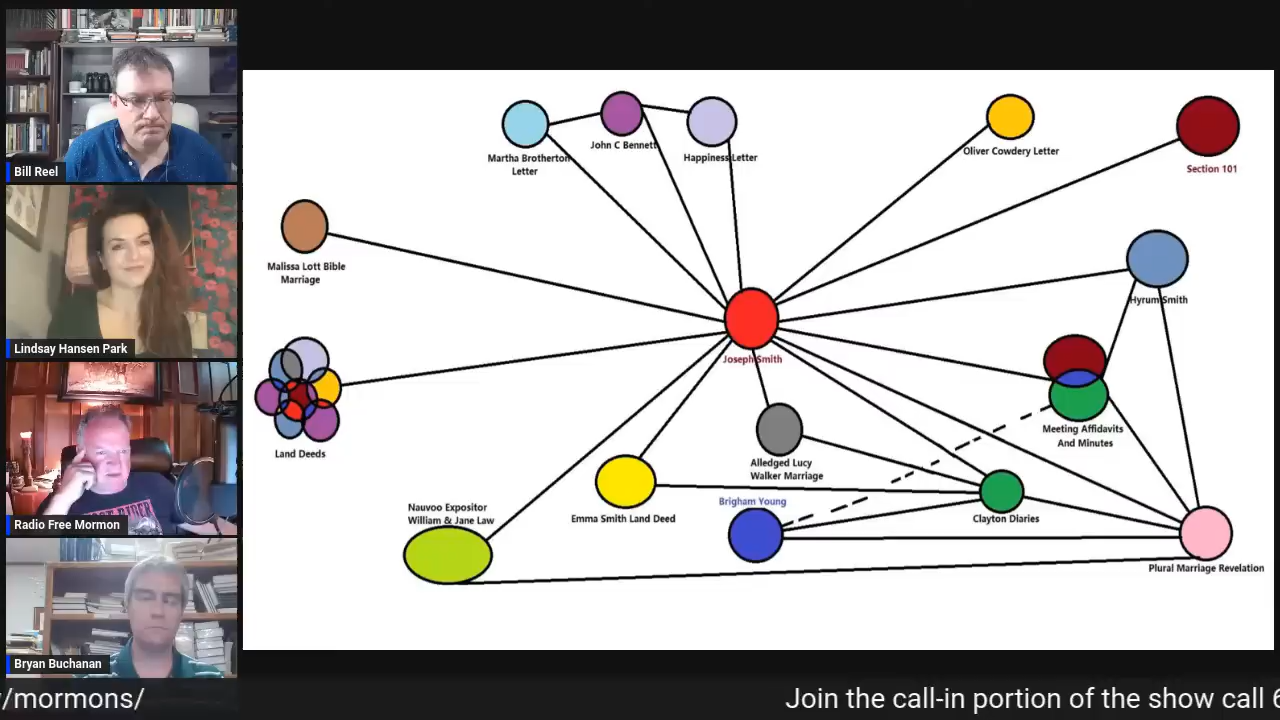 Bill Reel
Lindsay Hansen Park
Radio Free Mormon
Bryan Buchanan
Martha Brotherton
Letter
John C Bennett
Happiness Letter
Oliver Cowdery Letter
Section 101
Malissa Lott Bible
Marriage
Hyrum Smith
Joseph Smith
Land Deeds
Meeting Affidavits
And Minutes
Alledged Lucy
Walker Marriage
Nauvoo Expositor
William & Jane Law
Emma Smith Land Deed
Brigham Young
Clayton Diaries
Plural Marriage Revelation
/mormons/
Join the call-in portion of the show call 6